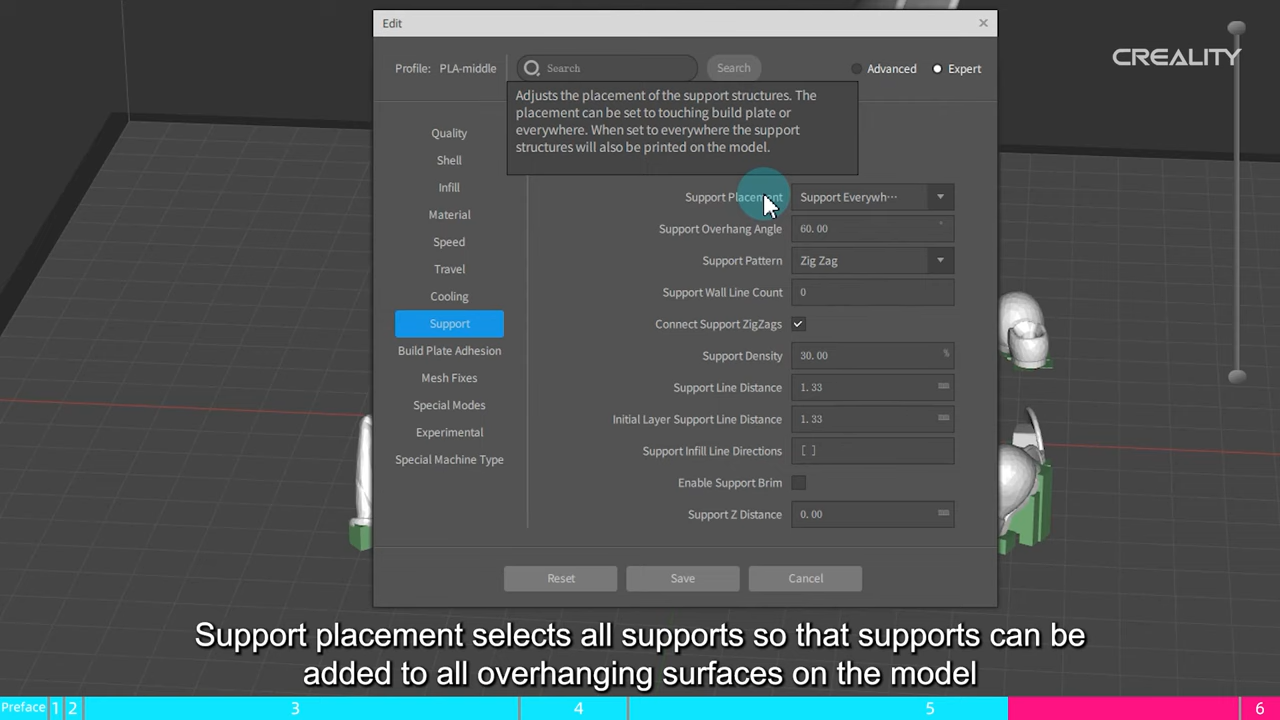 Edit
CREALITY
Profile: PLA-middle
Search
Search
Advanced
Expert
Adjusts the placement of the support structures. The
placement can be set to touching build plate or
everywhere. When set to everywhere the support
structures will also be printed on the model.
Quality
Shell
Infill
Material
Speed
Travel
Cooling
Support
Build Plate Adhesion
Mesh Fixes
Special Modes
Experimental
Special Machine Type
Support Placement Support Everywh···
Support Overhang Angle 60.00 °
Support Pattern Zig Zag
Support Wall Line Count 0
Connect Support ZigZags
Support Density 30.00 %
Support Line Distance 1.33 mm
Initial Layer Support Line Distance 1.33 mm
Support Infill Line Directions [ ]
Enable Support Brim
Support Z Distance 0.00 mm
Reset
Save
Cancel
Support placement selects all supports so that supports can be
added to all overhanging surfaces on the model
Preface 1 2 3 4 5 6